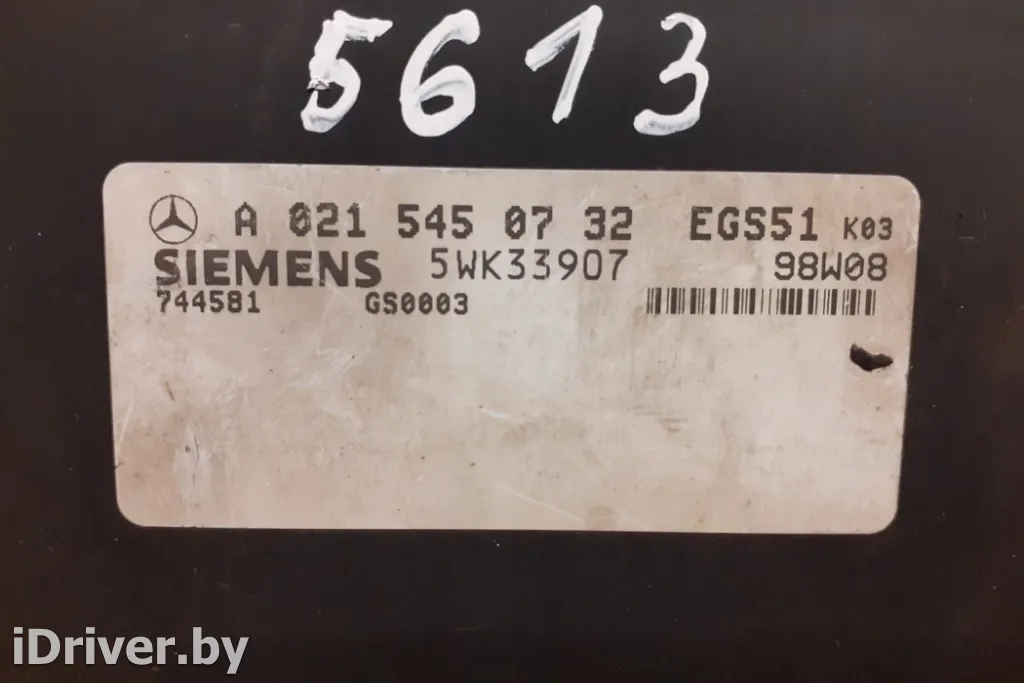 5613
A 021 545 07 32 EGS51 K03
SIEMENS 5WK33907 98W08
744581 GS0003
iDriver.by